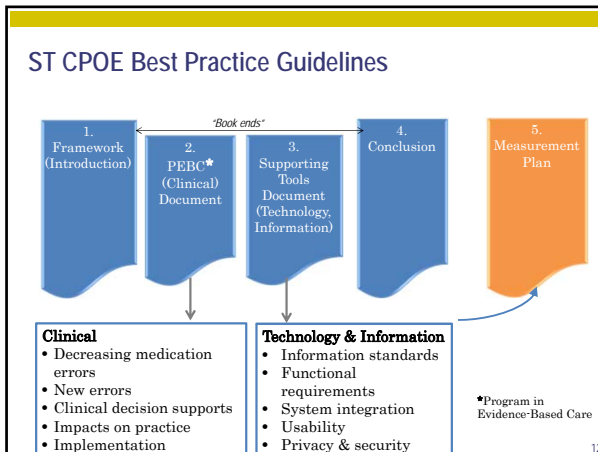 ST CPOE Best Practice Guidelines
"Book ends"
1.
Framework
(Introduction)
2.
PEBC*
(Clinical)
Document
3.
Supporting
Tools
Document
(Technology,
Information)
4.
Conclusion
5.
Measurement
Plan
Clinical
• Decreasing medication
errors
• New errors
• Clinical decision supports
• Impacts on practice
• Implementation
Technology & Information
• Information standards
• Functional
requirements
• System integration
• Usability
• Privacy & security
*Program in
Evidence-Based Care